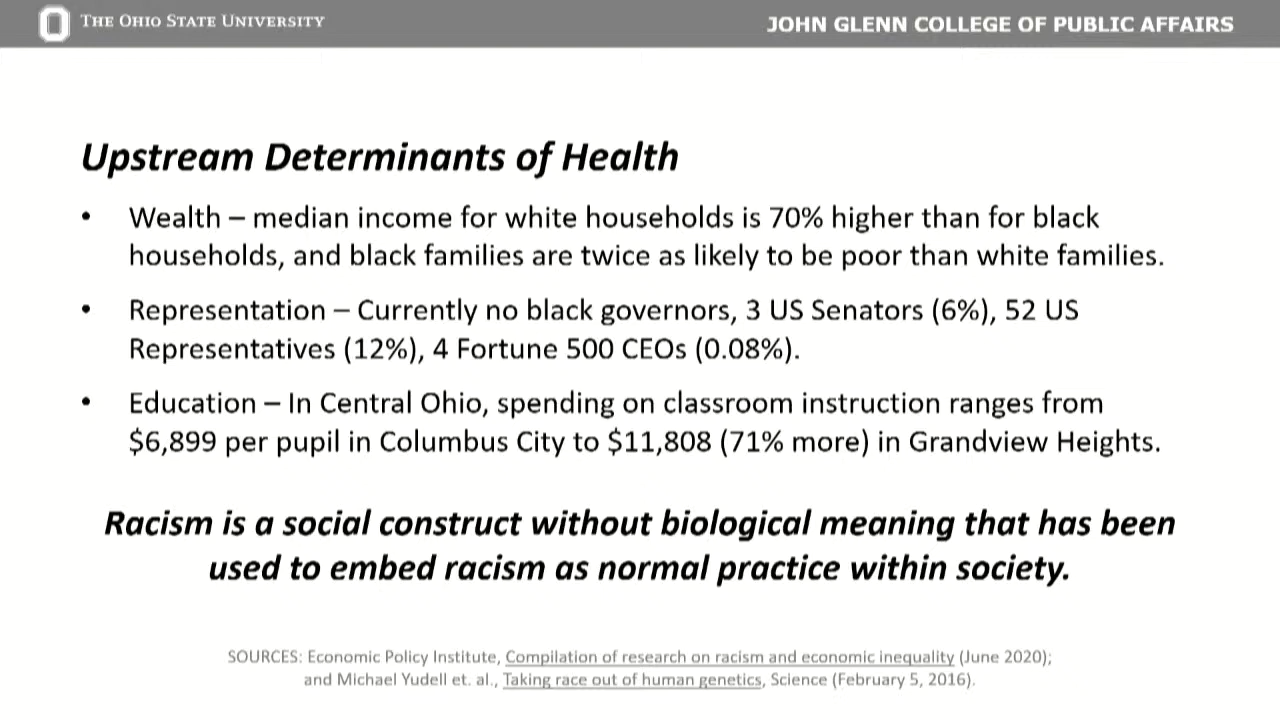 THE OHIO STATE UNIVERSITY
JOHN GLENN COLLEGE OF PUBLIC AFFAIRS
Upstream Determinants of Health
• Wealth – median income for white households is 70% higher than for black
households, and black families are twice as likely to be poor than white families.
• Representation – Currently no black governors, 3 US Senators (6%), 52 US
Representatives (12%), 4 Fortune 500 CEOs (0.08%).
• Education – In Central Ohio, spending on classroom instruction ranges from
$6,899 per pupil in Columbus City to $11,808 (71% more) in Grandview Heights.
Racism is a social construct without biological meaning that has been
used to embed racism as normal practice within society.
SOURCES: Economic Policy Institute, Compilation of research on racism and economic inequality (June 2020);
and Michael Yudell et. al., Taking race out of human genetics, Science (February 5, 2016).